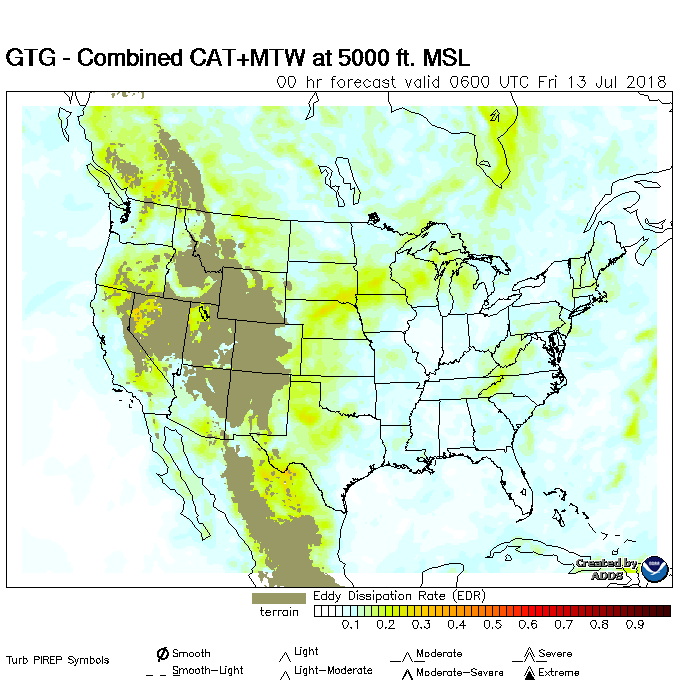 GTG - Combined CAT+MTW at 5000 ft. MSL
00 hr forecast valid 0600 UTC Fri 13 Jul 2018
Created by
ADDS
Eddy Dissipation Rate (EDR)
terrain
0.1 0.2 0.3 0.4 0.5 0.6 0.7 0.8 0.9
Smooth Light Moderate Severe
Turb PIREP Symbols
Smooth-Light Light-Moderate Moderate-Severe Extreme